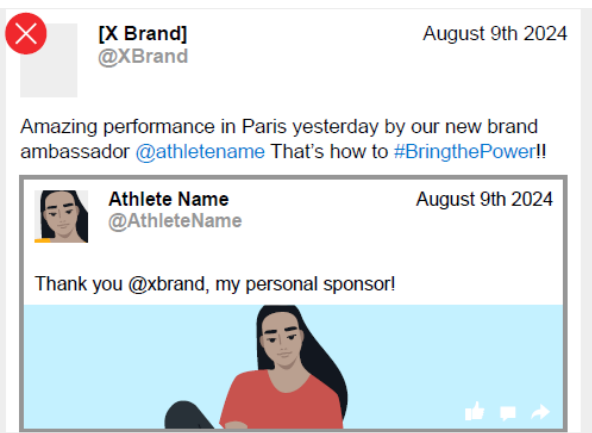 [X Brand] August 9th 2024
@XBrand
Amazing performance in Paris yesterday by our new brand
ambassador @athletename That's how to #BringthePower!!
Athlete Name August 9th 2024
@AthleteName
Thank you @xbrand, my personal sponsor!